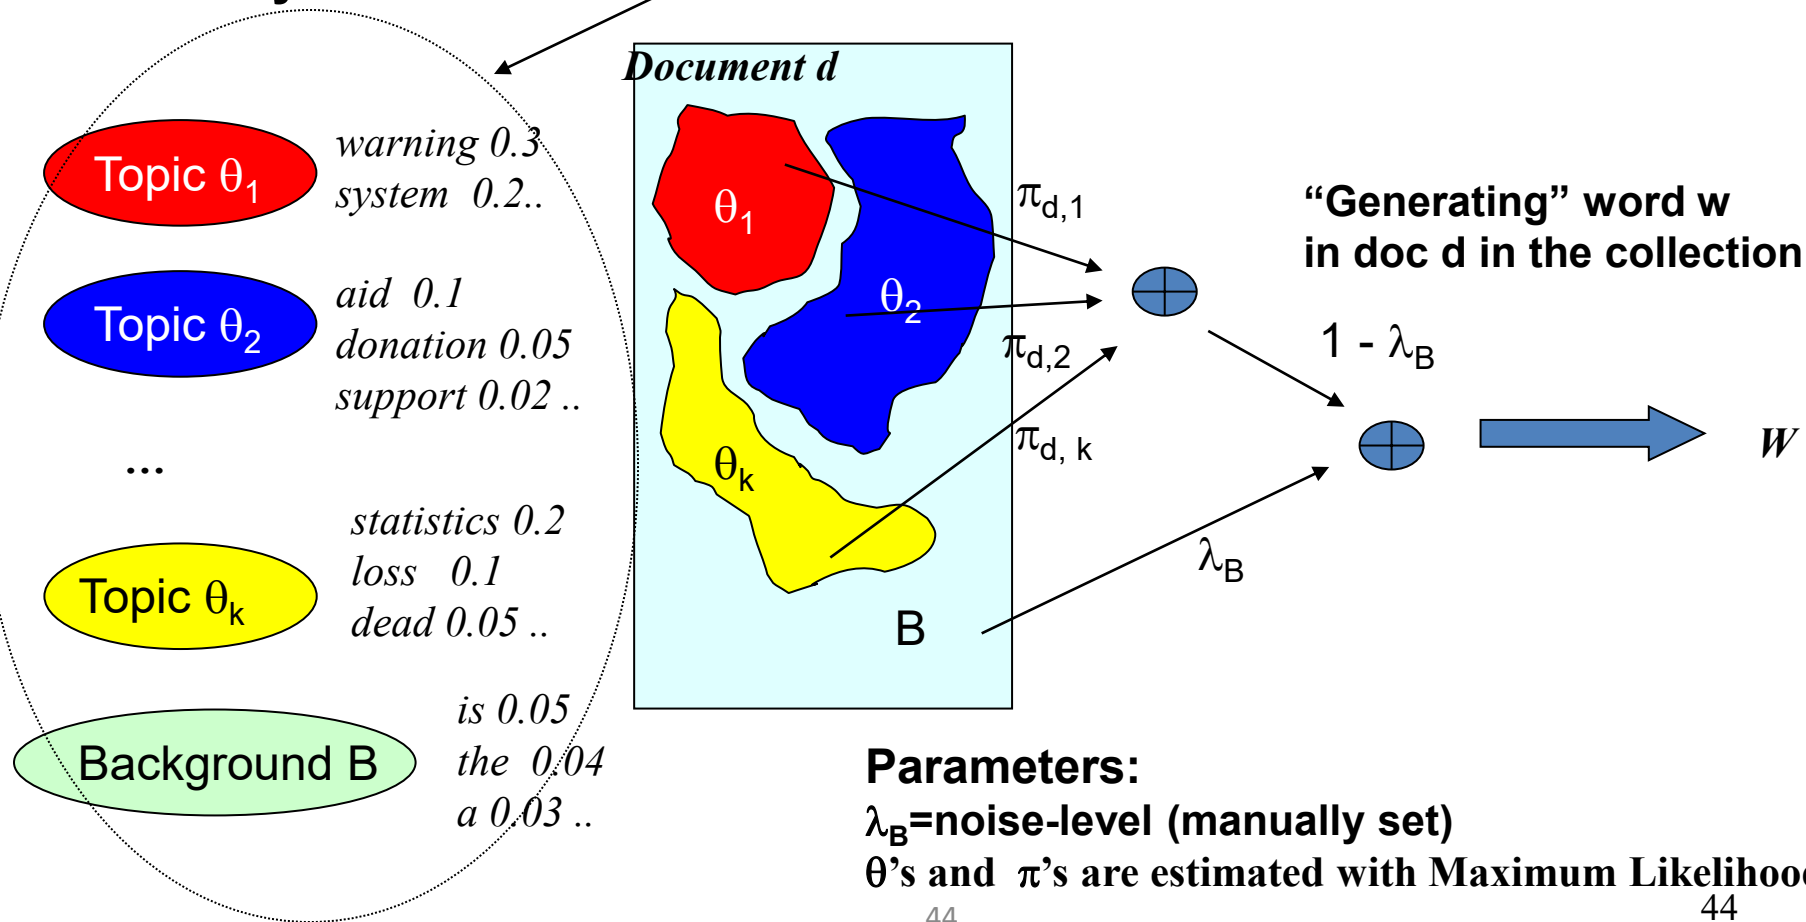 Document d
Topic θ1
warning 0.3
system 0.2..
Topic θ2
aid 0.1
donation 0.05
support 0.02 ..
...
Topic θk
statistics 0.2
loss 0.1
dead 0.05 ..
Background B
is 0.05
the 0.04
a 0.03 ..
θ1
θ2
θk
B
πd,1
πd,2
πd, k
“Generating” word w
in doc d in the collection
1 - λB
λB
W
Parameters:
λB=noise-level (manually set)
θ’s and π’s are estimated with Maximum Likelihood
44
44